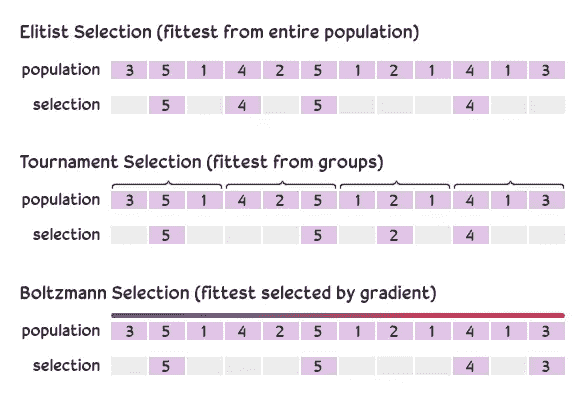 Elitist Selection (fittest from entire population)
population 3 5 1 4 2 5 1 2 1 4 1 3
selection 5 4 5 4
Tournament Selection (fittest from groups)
population 3 5 1 4 2 5 1 2 1 4 1 3
selection 5 5 2 4
Boltzmann Selection (fittest selected by gradient)
population 3 5 1 4 2 5 1 2 1 4 1 3
selection 5 5 4 3